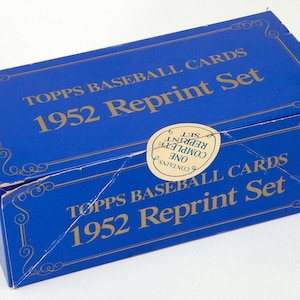 TOPPS BASEBALL CARDS
1952 Reprint Set
CONTAINS
ONE
COMPLETE
REPRINT
SET
TOPPS BASEBALL CARDS
1952 Reprint Set